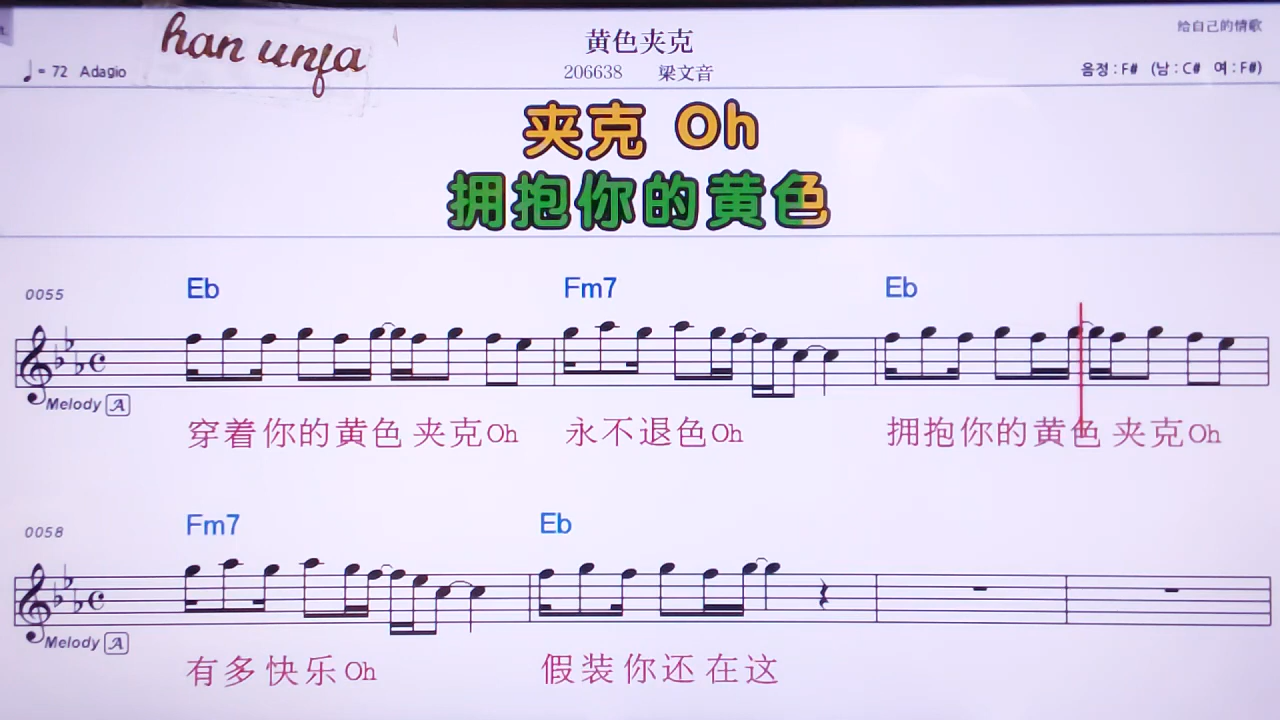 han unfa
黄色夹克
给自己的情歌
♩= 72 Adagio
206638 梁文音
음정 : F# (남 : C# 여 : F#)
夹克 Oh
拥抱你的黄色
0055 Eb Fm7 Eb
Melody A
穿着你的黄色 夹克Oh 永不退色Oh 拥抱你的黄色 夹克Oh
0058 Fm7 Eb
Melody A
有多快乐Oh 假装你还在这